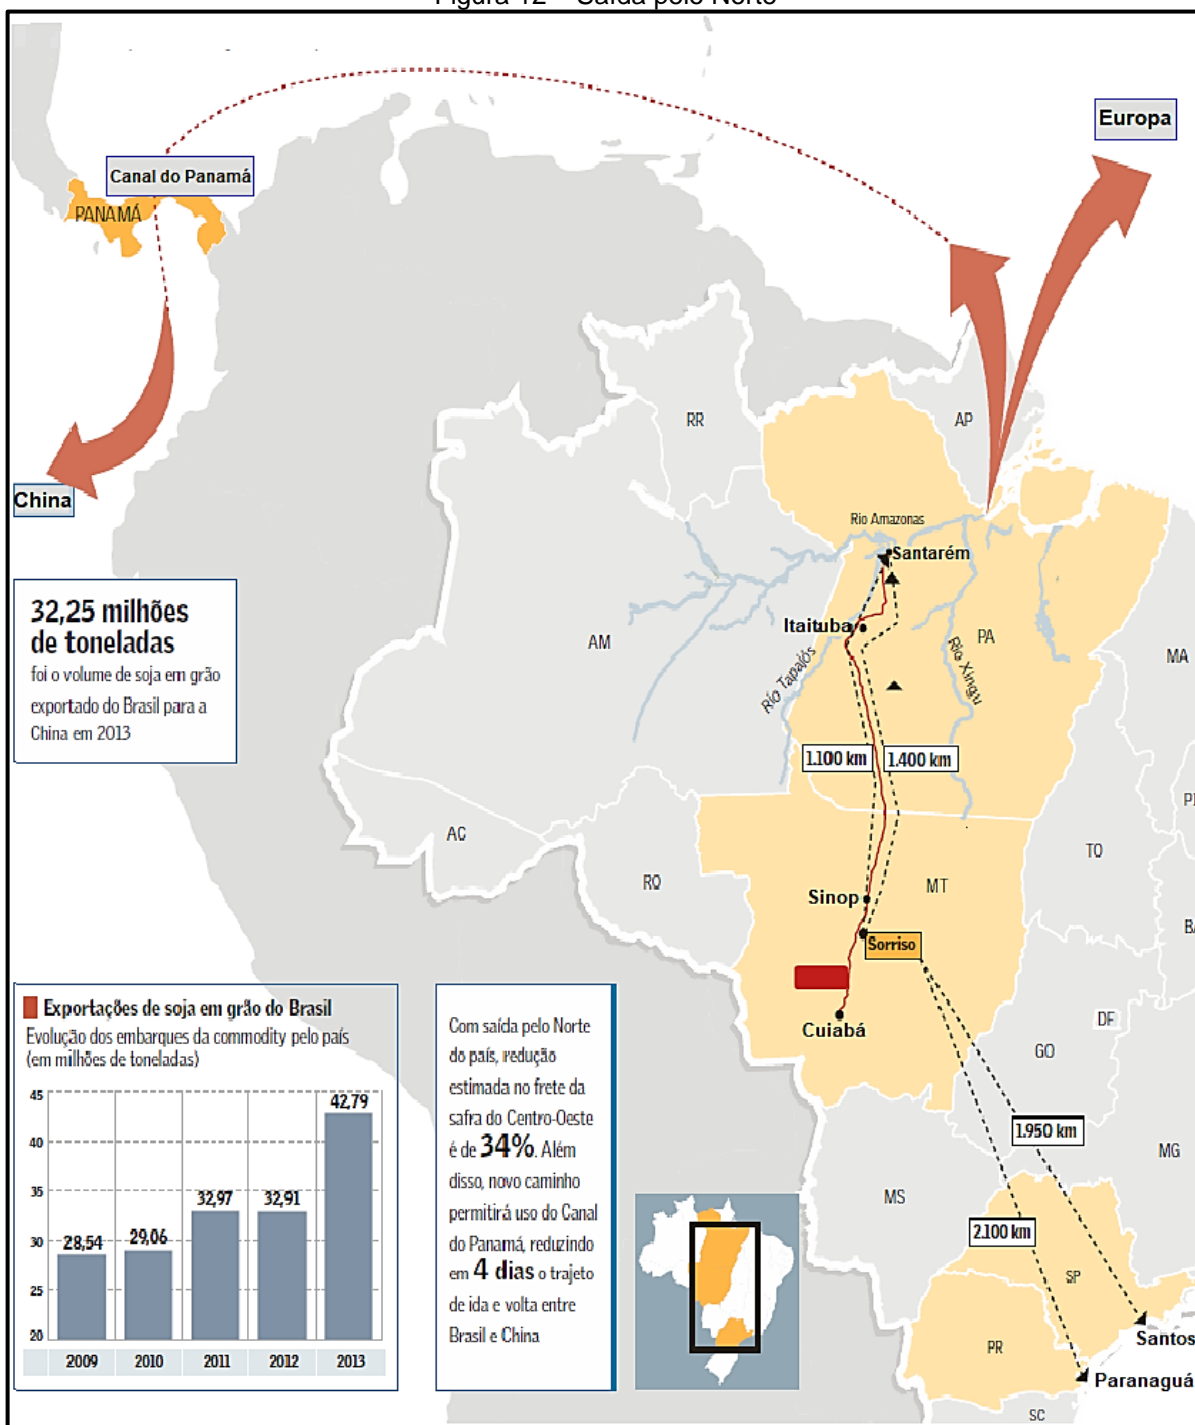 Figura 12 – Saída pelo Norte
Europa
Canal do Panamá
PANAMÁ
China
RR
AP
Rio Amazonas
Santarém
Itaituba
AM
PA
MA
Rio Tapajós
Rio Xingu
32,25 milhões
de toneladas
foi o volume de soja em grão
exportado do Brasil para a
China em 2013
1.100 km
1.400 km
AC
RO
TO
PI
Sinop
MT
BA
Sorriso
Cuiabá
DF
GO
Exportações de soja em grão do Brasil
Evolução dos embarques da commodity pelo país
(em milhões de toneladas)
45
40
35
30
25
20
28,54
29,06
32,97
32,91
42,79
2009
2010
2011
2012
2013
Com saída pelo Norte
do país, redução
estimada no frete da
safra do Centro-Oeste
é de 34%. Além
disso, novo caminho
permitirá uso do Canal
do Panamá, reduzindo
em 4 dias o trajeto
de ida e volta entre
Brasil e China
1.950 km
MG
MS
2.100 km
SP
PR
Santos
Paranaguá
SC